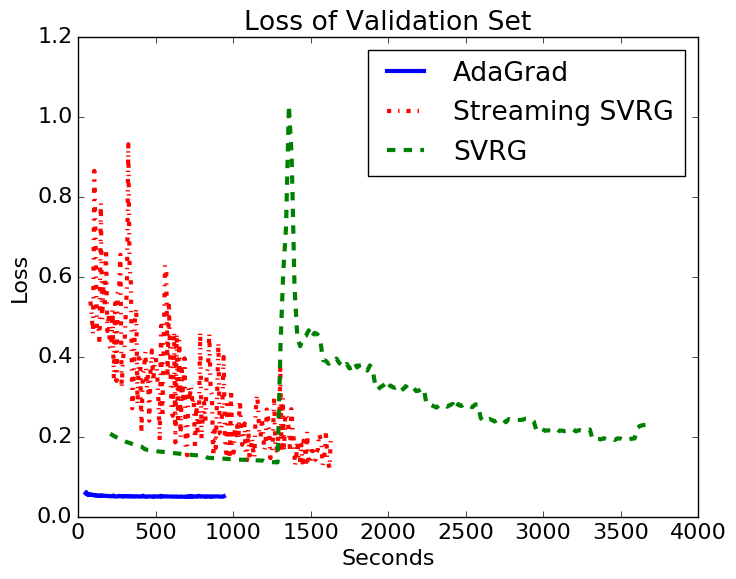 Loss of Validation Set
1.2
1.0
0.8
0.6
0.4
0.2
0.0
Loss
AdaGrad
Streaming SVRG
SVRG
0 500 1000 1500 2000 2500 3000 3500 4000
Seconds